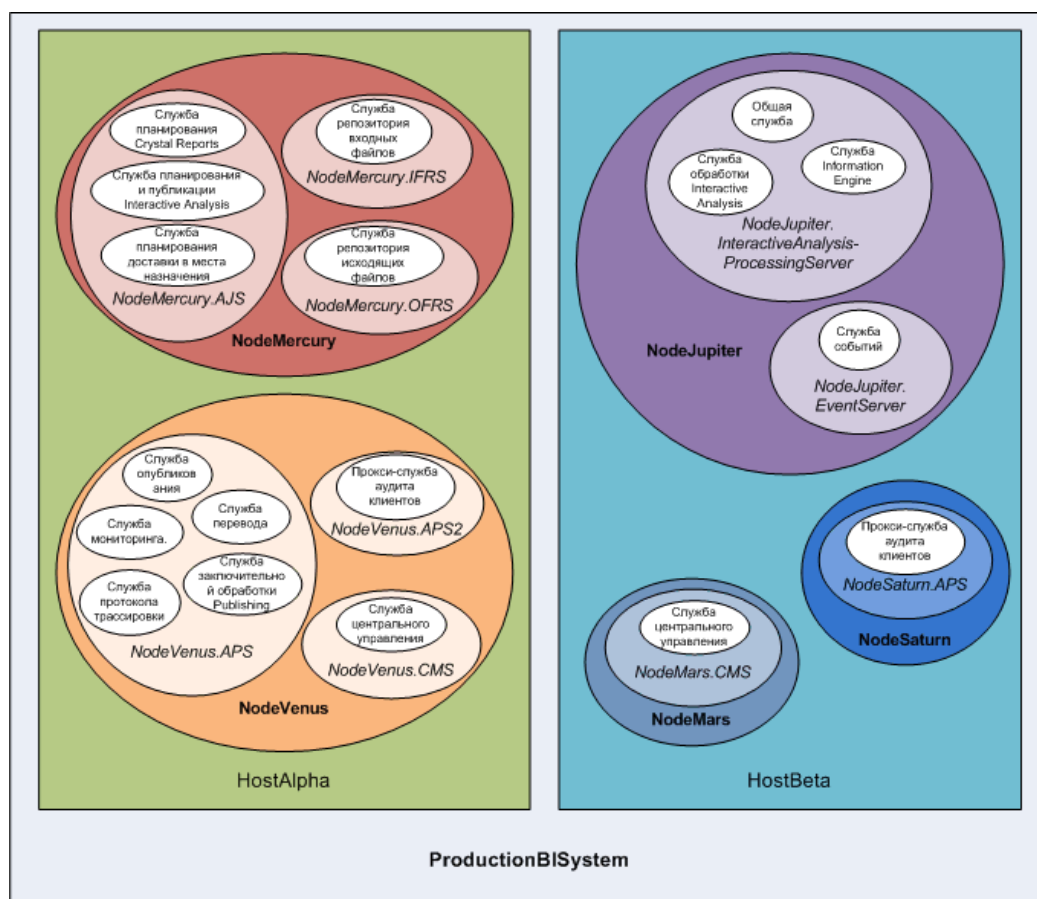 Служба
планирования
Crystal Reports
Служба планирования
и публикации
Interactive Analysis
Служба
планирования
доставки в места
назначения
NodeMercury.AJS
Служба
репозитория
входных
файлов
NodeMercury.IFRS
Служба
репозитория
исходящих
файлов
NodeMercury.OFRS
NodeMercury
Служба
опубликов
ания
Служба
перевода
Служба
мониторинга.
Служба
заключительно
й обработки
Publishing
Служба
протокола
трассировки
NodeVenus.APS
Прокси-служба
аудита
клиентов
NodeVenus.APS2
Служба
центрального
управления
NodeVenus.CMS
NodeVenus
HostAlpha
Общая
служба
Служба
обработки
Interactive
Analysis
Служба
Information
Engine
NodeJupiter.
InteractiveAnalysis-
ProcessingServer
NodeJupiter
Служба
событий
NodeJupiter.
EventServer
Прокси-служба
аудита
клиентов
NodeSaturn.APS
NodeSaturn
Служба
центрального
управления
NodeMars.CMS
NodeMars
HostBeta
ProductionBISystem